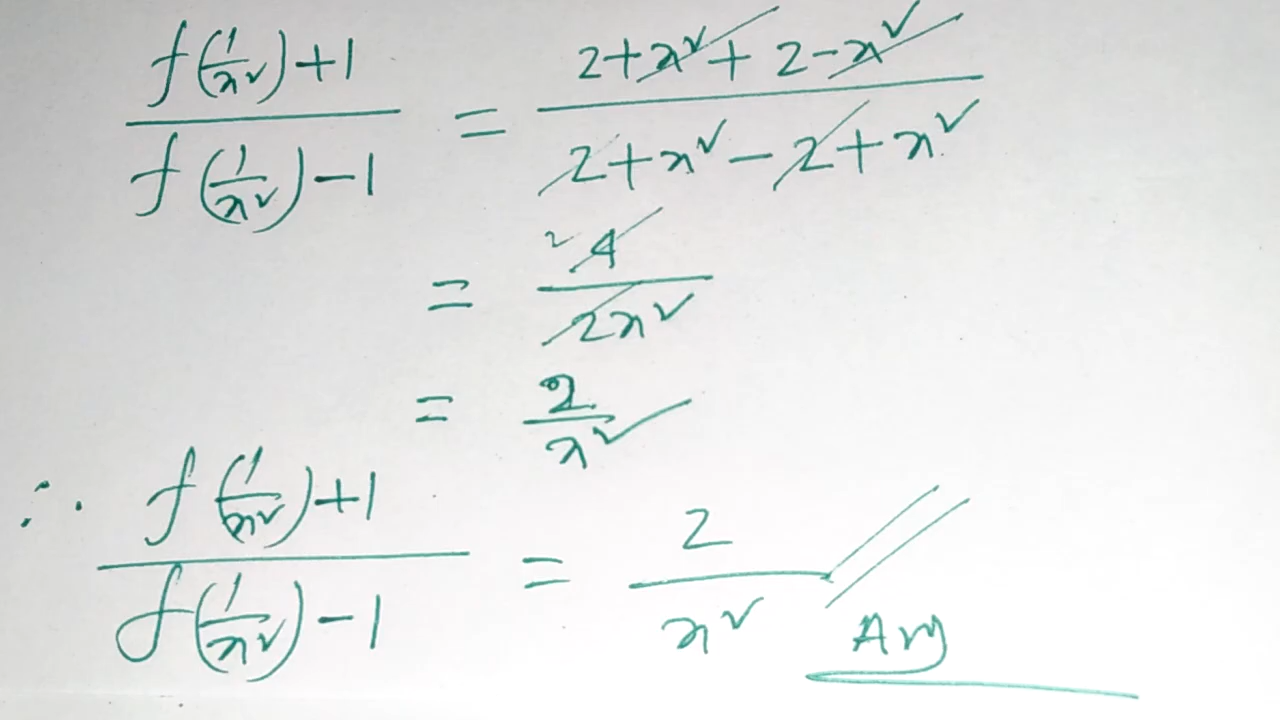 (f(1/x²)+1)/(f(1/x²)-1) = (2+x²+2-x²)/(2+x²-2+x²)
= 2 4/2x²
= 2/x²
∴ (f(1/x²)+1)/(f(1/x²)-1) = 2/x² Ans